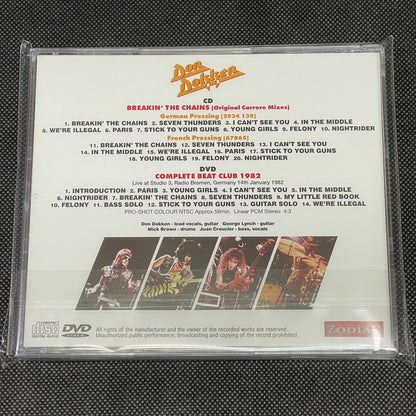 Don
Dokken
CD
BREAKIN' THE CHAINS (Original Carrere Mixes)
German Pressing [2934 139]
1. BREAKIN' THE CHAINS 2. SEVEN THUNDERS 3. I CAN'T SEE YOU 4. IN THE MIDDLE
5. WE'RE ILLEGAL 6. PARIS 7. STICK TO YOUR GUNS 8. YOUNG GIRLS 9. FELONY 10. NIGHTRIDER
French Pressing [67865]
11. BREAKIN' THE CHAINS 12. SEVEN THUNDERS 13. I CAN'T SEE YOU
14. IN THE MIDDLE 15. WE'RE ILLEGAL 16. PARIS 17. STICK TO YOUR GUNS
18. YOUNG GIRLS 19. FELONY 20. NIGHTRIDER
DVD
COMPLETE BEAT CLUB 1982
Live at Studio 3, Radio Bremen, Germany 14th January 1982
1. INTRODUCTION 2. PARIS 3. YOUNG GIRLS 4. I CAN'T SEE YOU 5. IN THE MIDDLE
6. NIGHTRIDER 7. BREAKIN' THE CHAINS 8. SEVEN THUNDERS 9. MY LITTLE RED BOOK
10. FELONY 11. BASS SOLO 12. STICK TO YOUR GUNS 13. GUITAR SOLO 14. WE'RE ILLEGAL
PRO-SHOT COLOUR NTSC Approx.56min. Linear PCM Stereo 4:3
Don Dokken - lead vocals, guitar George Lynch - guitar
Mick Brown - drums Juan Croucier - bass, vocals
COMPACT
disc
DIGITAL AUDIO
DVD
VIDEO
All rights of the manufacturer and the owner of the recorded works are reserved.
Unauthorized public performance, broadcasting and copying of this recording is prohibited.
ZODIAC